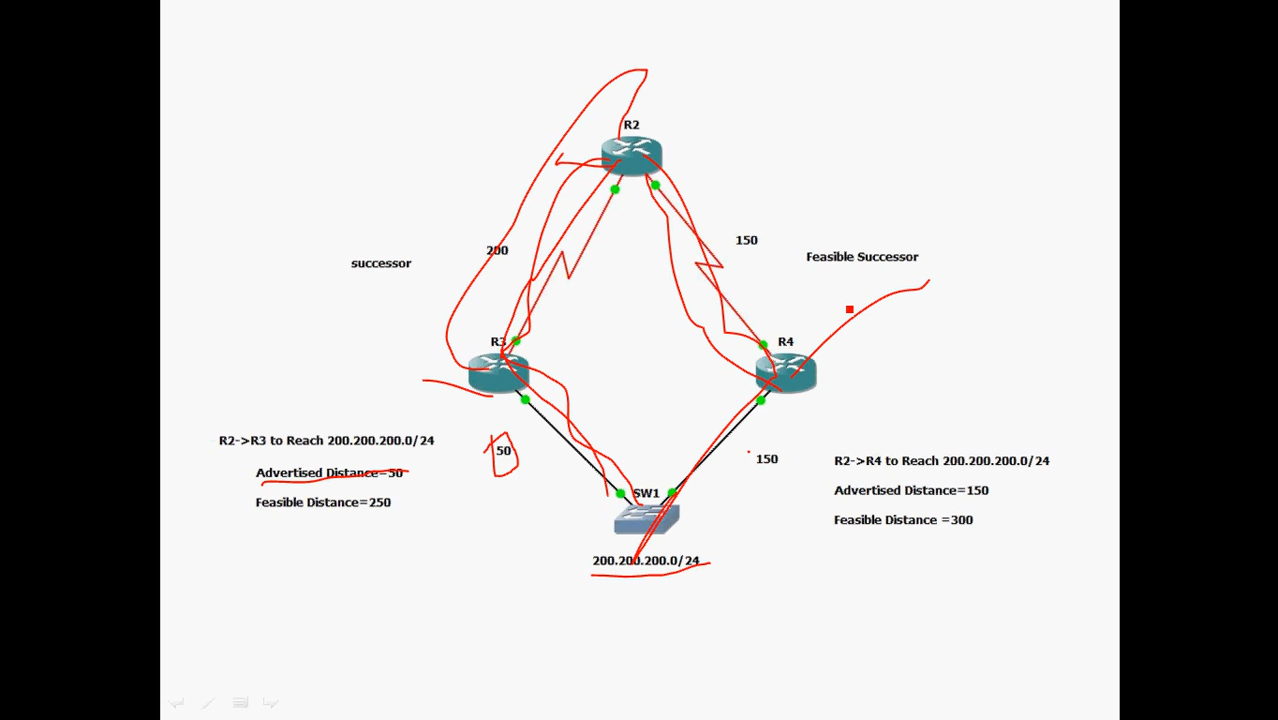 R2
200
150
successor
Feasible Successor
R3
R4
R2->R3 to Reach 200.200.200.0/24
Advertised Distance=50
Feasible Distance=250
50
150
R2->R4 to Reach 200.200.200.0/24
Advertised Distance=150
Feasible Distance =300
SW1
200.200.200.0/24